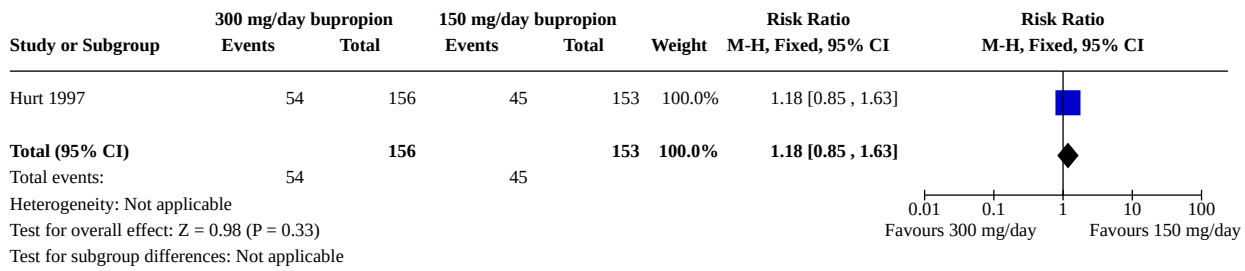 300 mg/day bupropion 150 mg/day bupropion Risk Ratio Risk Ratio
Study or Subgroup Events Total Events Total Weight M-H, Fixed, 95% CI M-H, Fixed, 95% CI
Hurt 1997 54 156 45 153 100.0% 1.18 [0.85 , 1.63]
Total (95% CI) 156 153 100.0% 1.18 [0.85 , 1.63]
Total events: 54 45
Heterogeneity: Not applicable 0.01 0.1 1 10 100
Test for overall effect: Z = 0.98 (P = 0.33) Favours 300 mg/day Favours 150 mg/day
Test for subgroup differences: Not applicable